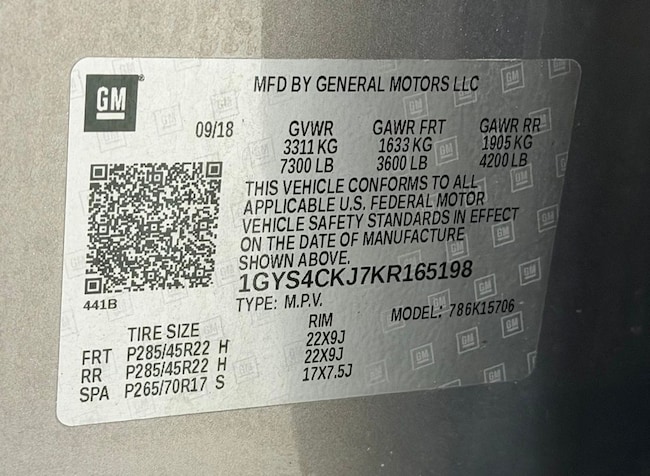 GM
MFD BY GENERAL MOTORS LLC
09/18 GVWR GAWR FRT GAWR RR
3311 KG 1633 KG 1905 KG
7300 LB 3600 LB 4200 LB
THIS VEHICLE CONFORMS TO ALL
APPLICABLE U.S. FEDERAL MOTOR
VEHICLE SAFETY STANDARDS IN EFFECT
ON THE DATE OF MANUFACTURE
SHOWN ABOVE.
1GYS4CKJ7KR165198
441B
TYPE: M.P.V. MODEL: 786K15706
TIRE SIZE RIM
FRT P285/45R22 H 22X9J
RR P285/45R22 H 22X9J
SPA P265/70R17 S 17X7.5J